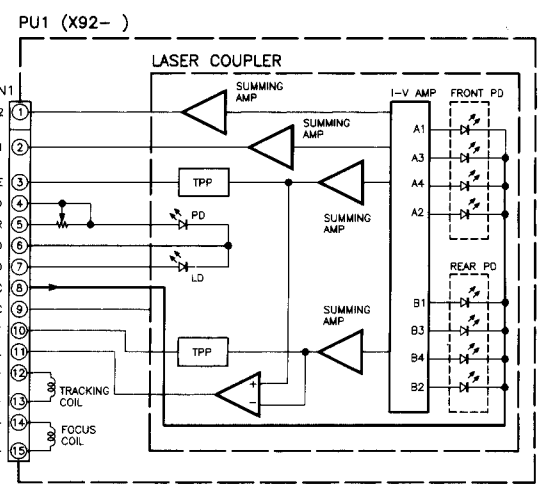 PU1 (X92- )
LASER COUPLER
N1
SUMMING
AMP
I-V AMP
FRONT PD
2
1
A1
SUMMING
AMP
2
A3
E
3
TPP
A4
4
A2
R
5
PD
SUMMING
AMP
6
7
LD
REAR PD
C
8
C
9
SUMMING
AMP
B1
10
B3
11
TPP
B4
12
+
B2
13
TRACKING
COIL
-
14
FOCUS
COIL
15